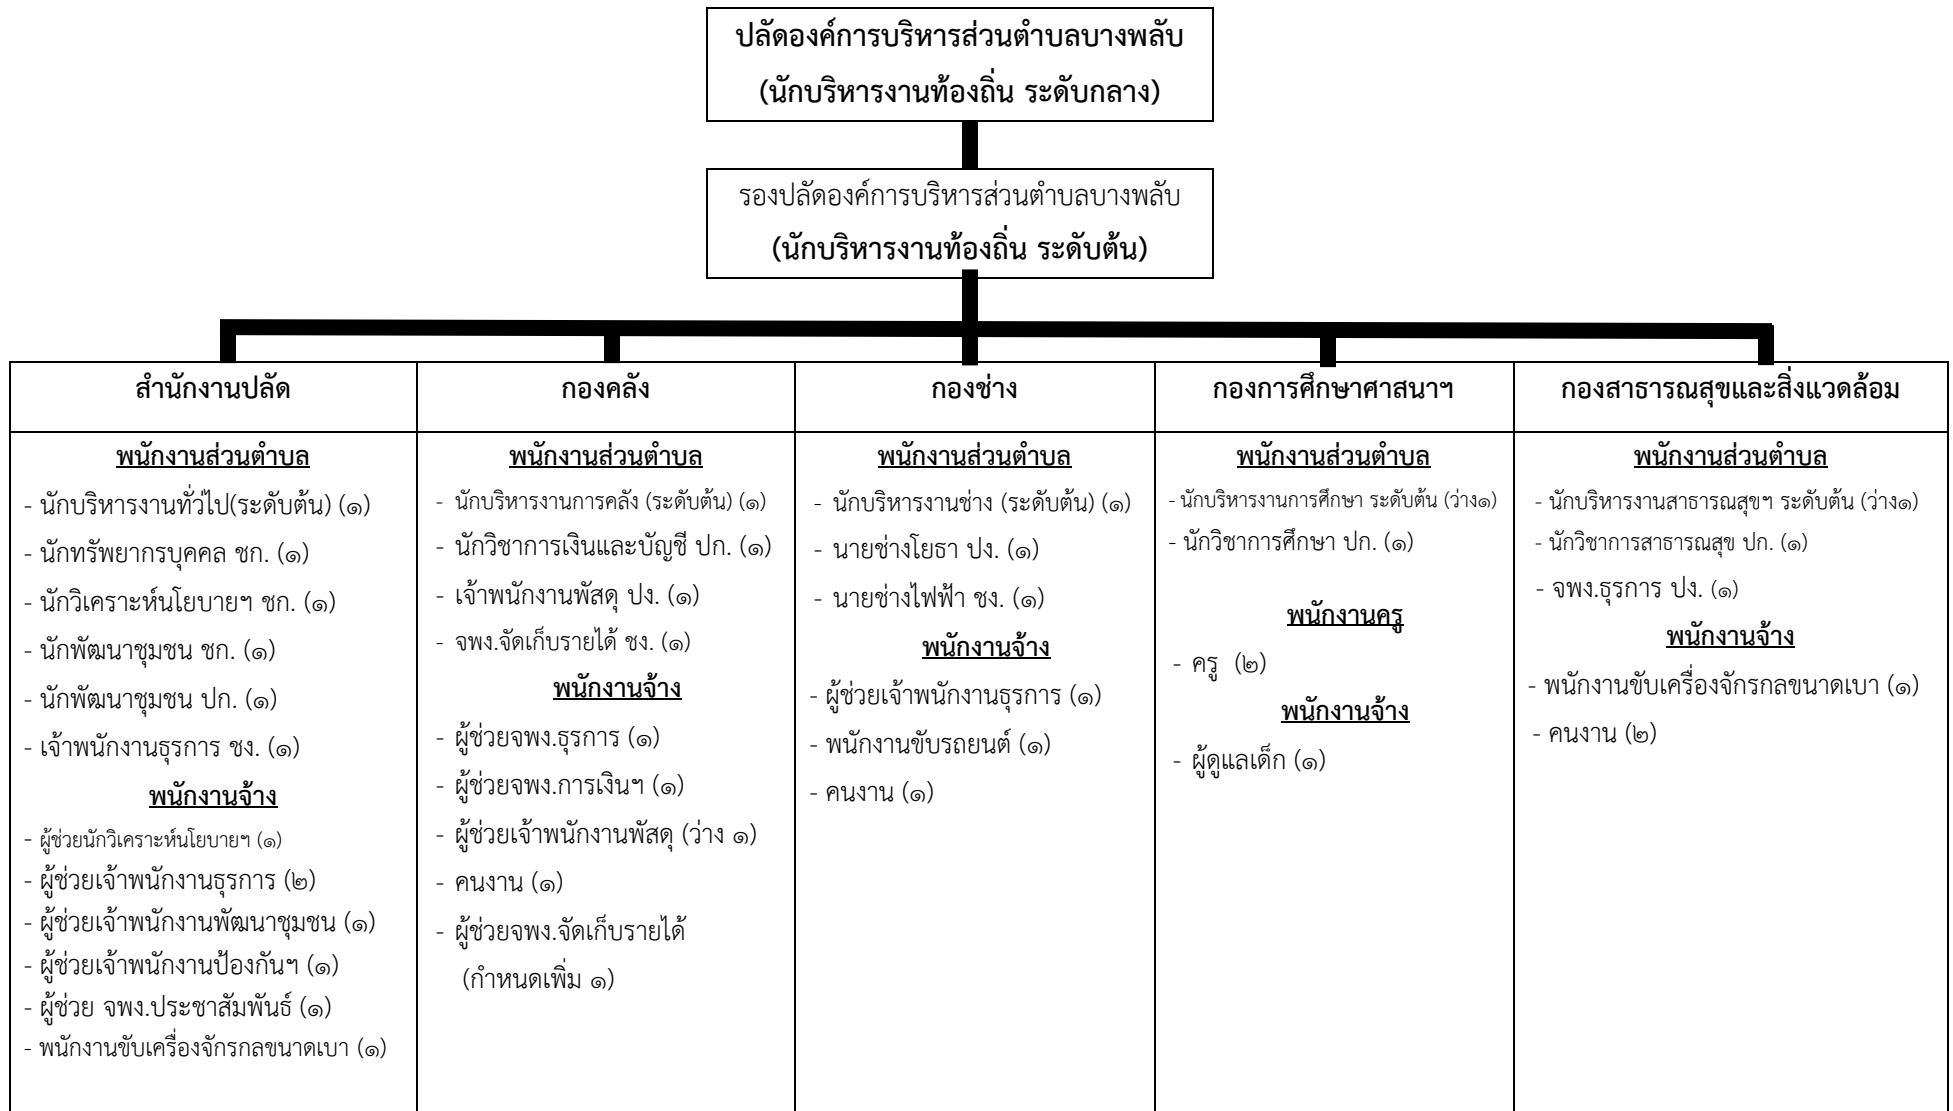 ปลัดองค์การบริหารส่วนตำบลบางพลับ
(นักบริหารงานท้องถิ่น ระดับกลาง)
รองปลัดองค์การบริหารส่วนตำบลบางพลับ
(นักบริหารงานท้องถิ่น ระดับต้น)
สำนักงานปลัด
พนักงานส่วนตำบล
- นักบริหารงานทั่วไป(ระดับต้น) (๑)
- นักทรัพยากรบุคคล ชก. (๑)
- นักวิเคราะห์นโยบายฯ ชก. (๑)
- นักพัฒนาชุมชน ชก. (๑)
- นักพัฒนาชุมชน ปก. (๑)
- เจ้าพนักงานธุรการ ชง. (๑)
พนักงานจ้าง
- ผู้ช่วยนักวิเคราะห์นโยบายฯ (๑)
- ผู้ช่วยเจ้าพนักงานธุรการ (๒)
- ผู้ช่วยเจ้าพนักงานพัฒนาชุมชน (๑)
- ผู้ช่วยเจ้าพนักงานป้องกันฯ (๑)
- ผู้ช่วย จพง.ประชาสัมพันธ์ (๑)
- พนักงานขับเครื่องจักรกลขนาดเบา (๑)
กองคลัง
พนักงานส่วนตำบล
- นักบริหารงานการคลัง (ระดับต้น) (๑)
- นักวิชาการเงินและบัญชี ปก. (๑)
- เจ้าพนักงานพัสดุ ปง. (๑)
- จพง.จัดเก็บรายได้ ชง. (๑)
พนักงานจ้าง
- ผู้ช่วยจพง.ธุรการ (๑)
- ผู้ช่วยจพง.การเงินฯ (๑)
- ผู้ช่วยเจ้าพนักงานพัสดุ (ว่าง ๑)
- คนงาน (๑)
- ผู้ช่วยจพง.จัดเก็บรายได้
(กำหนดเพิ่ม ๑)
กองช่าง
พนักงานส่วนตำบล
- นักบริหารงานช่าง (ระดับต้น) (๑)
- นายช่างโยธา ปง. (๑)
- นายช่างไฟฟ้า ชง. (๑)
พนักงานจ้าง
- ผู้ช่วยเจ้าพนักงานธุรการ (๑)
- พนักงานขับรถยนต์ (๑)
- คนงาน (๑)
กองการศึกษาศาสนาฯ
พนักงานส่วนตำบล
- นักบริหารงานการศึกษา ระดับต้น (ว่าง๑)
- นักวิชาการศึกษา ปก. (๑)
พนักงานครู
- ครู (๒)
พนักงานจ้าง
- ผู้ดูแลเด็ก (๑)
กองสาธารณสุขและสิ่งแวดล้อม
พนักงานส่วนตำบล
- นักบริหารงานสาธารณสุขฯ ระดับต้น (ว่าง๑)
- นักวิชาการสาธารณสุข ปก. (๑)
- จพง.ธุรการ ปง. (๑)
พนักงานจ้าง
- พนักงานขับเครื่องจักรกลขนาดเบา (๑)
- คนงาน (๒)